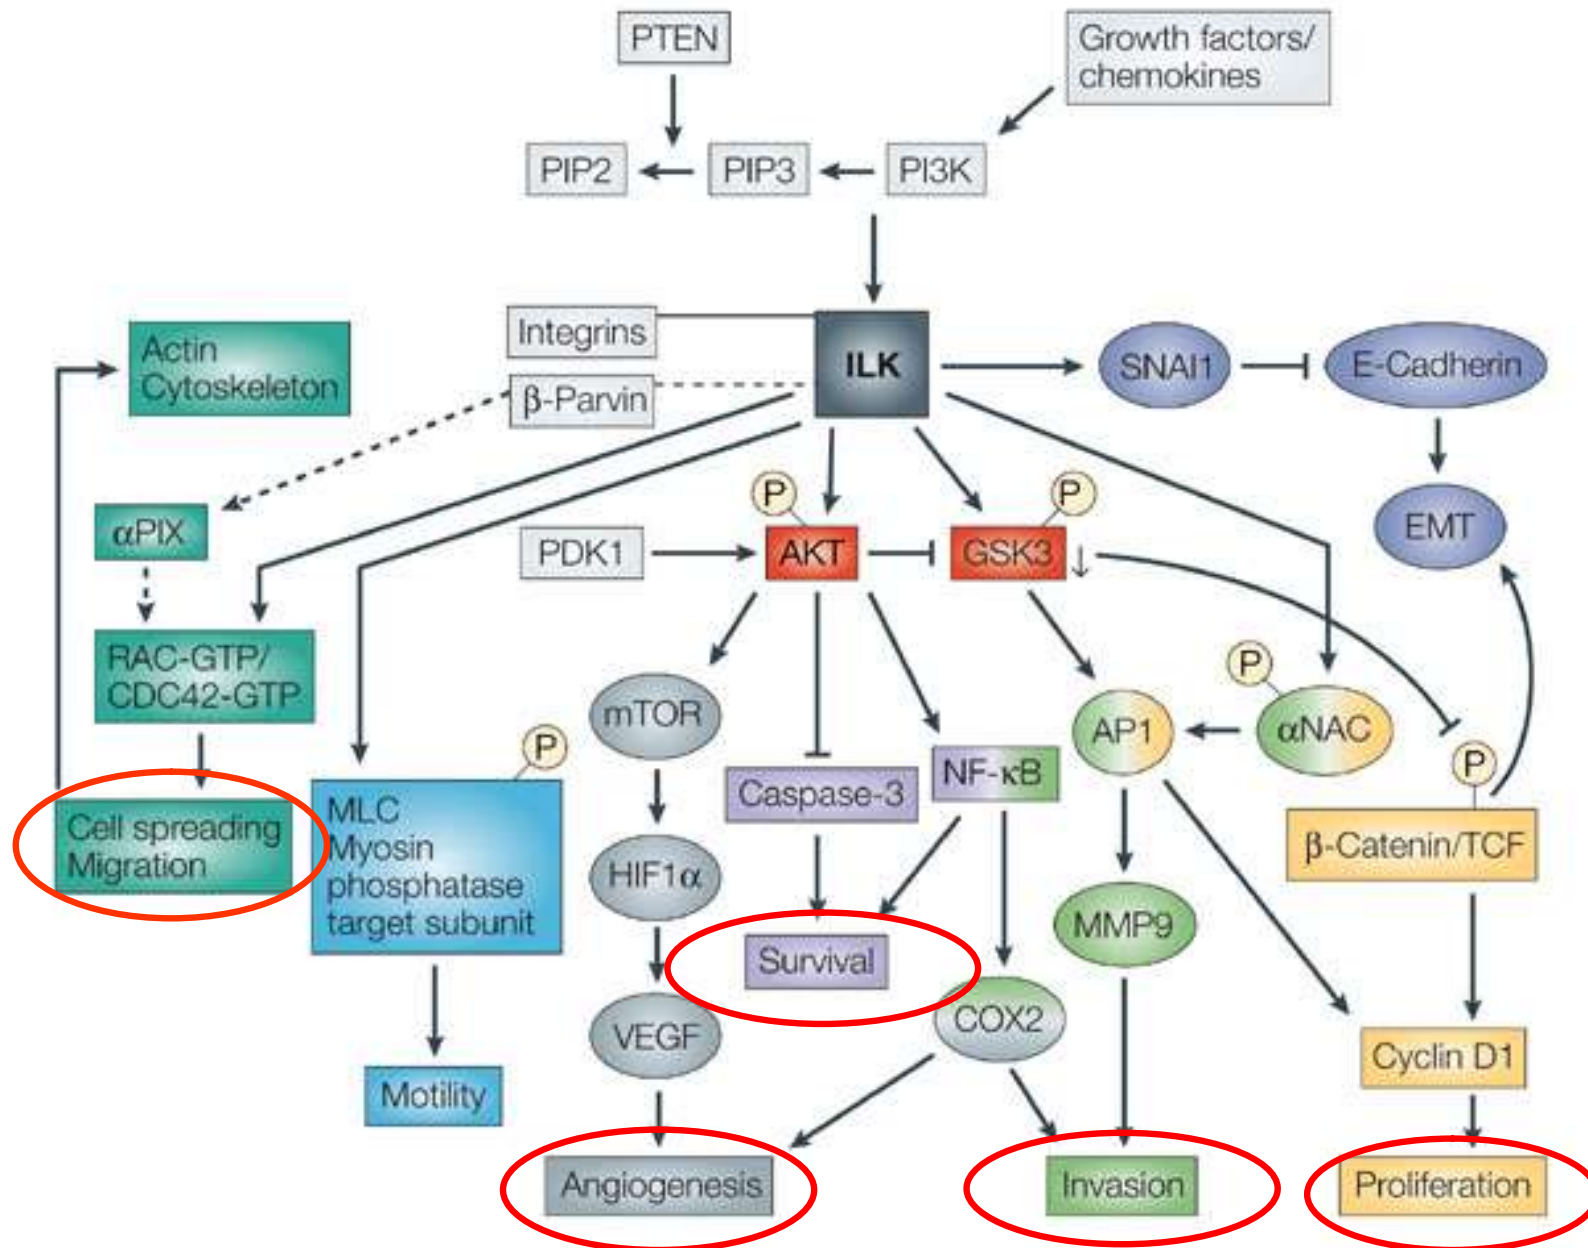 PTEN
Growth factors/
chemokines
PIP2
PIP3
PI3K
Actin
Cytoskeleton
Integrins
β-Parvin
ILK
SNAI1
E-Cadherin
EMT
αPIX
P
P
PDK1
AKT
GSK3
↓
RAC-GTP/
CDC42-GTP
P
mTOR
AP1
αNAC
P
P
MLC
Myosin
phosphatase
target subunit
Caspase-3
NF-κB
Cell spreading
Migration
β-Catenin/TCF
HIF1α
MMP9
Survival
VEGF
COX2
Cyclin D1
Motility
Angiogenesis
Invasion
Proliferation